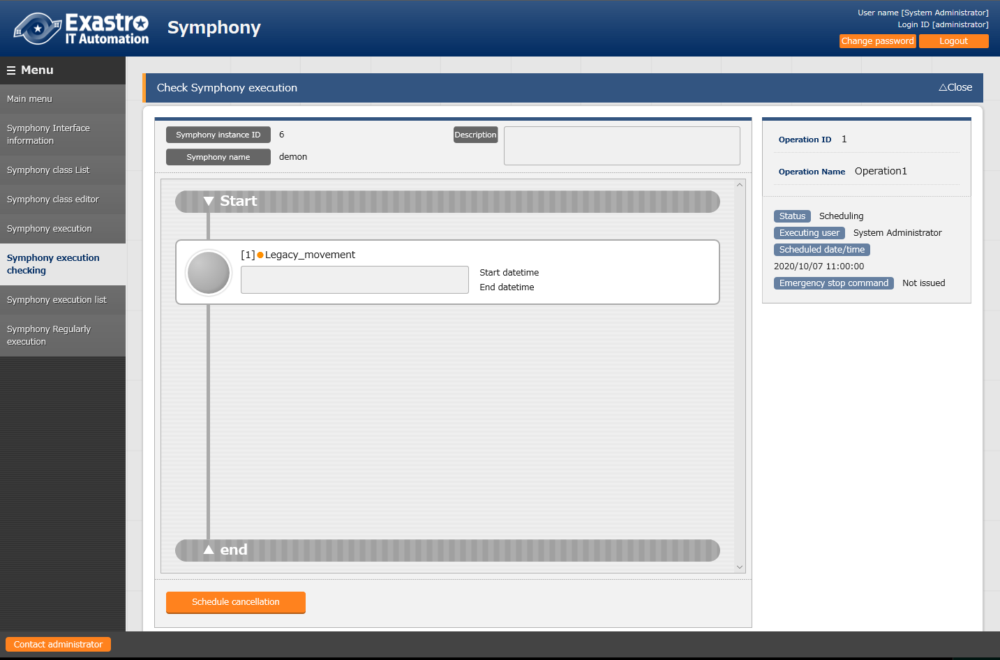 Exastro
IT Automation
Symphony
User name [System Administrator]
Login ID [administrator]
Change password
Logout
Menu
Main menu
Symphony Interface
information
Symphony class List
Symphony class editor
Symphony execution
Symphony execution
checking
Symphony execution list
Symphony Regularly
execution
Check Symphony execution
△Close
Symphony instance ID 6
Description
Symphony name demon
▼ Start
[1] Legacy_movement
Start datetime
End datetime
▲ end
Schedule cancellation
Operation ID 1
Operation Name Operation1
Status Scheduling
Executing user System Administrator
Scheduled date/time
2020/10/07 11:00:00
Emergency stop command Not issued
Contact administrator